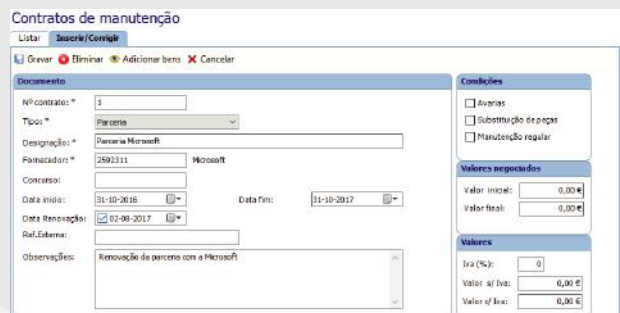 Contratos de manutenção
Listar Inserir/Corrigir
Gravar Eliminar Adicionar bens Cancelar
Documento
Nº contrato: * 1
Tipo: * Parceria
Designação: * Parceria Microsoft
Fornecedor: * 2592311 Microsoft
Concurso:
Data início: 31-10-2016 Data Fim: 31-10-2017
Data Renovação: 02-08-2017
Ref.Externa:
Observações: Renovação da parceria com a Microsoft
Condições
Avarias
Substituição de peças
Manutenção regular
Valores negociados
Valor inicial: 0,00 €
Valor final: 0,00 €
Valores
Iva (%): 0
Valor s/ Iva: 0,00 €
Valor c/ Iva: 0,00 €